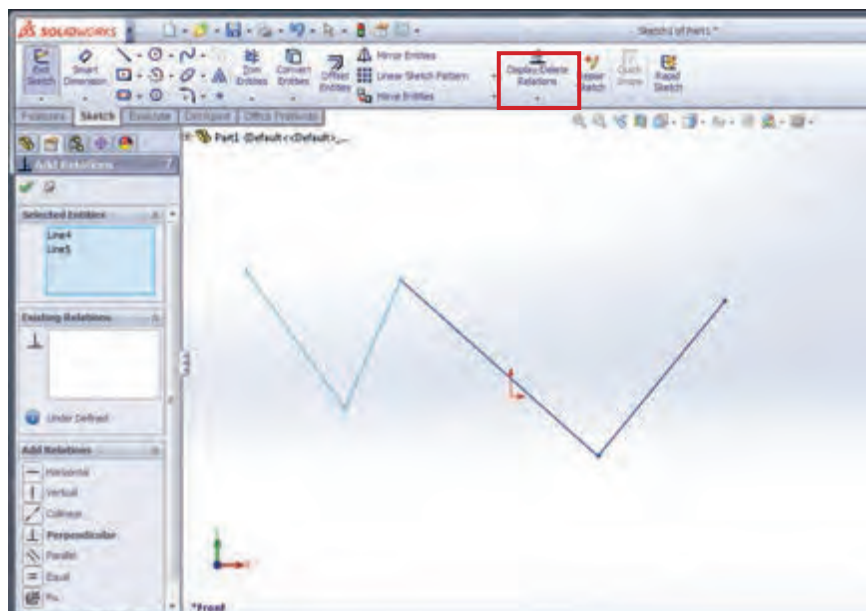 SOLIDWORKS
Sketch1 of Part1 *
Exit Sketch
Smart Dimension
Trim Entities
Convert Entities
Offset Entities
Mirror Entities
Linear Sketch Pattern
Move Entities
Display/Delete Relations
Repair Sketch
Quick Snaps
Rapid Sketch
Features
Sketch
Evaluate
DimXpert
Office Products
Part1 (Default<<Default>_...
Add Relations
?
Selected Entities
Line4
Line5
Existing Relations
Under Defined
Add Relations
Horizontal
Vertical
Collinear
Perpendicular
Parallel
Equal
Fix
*Front